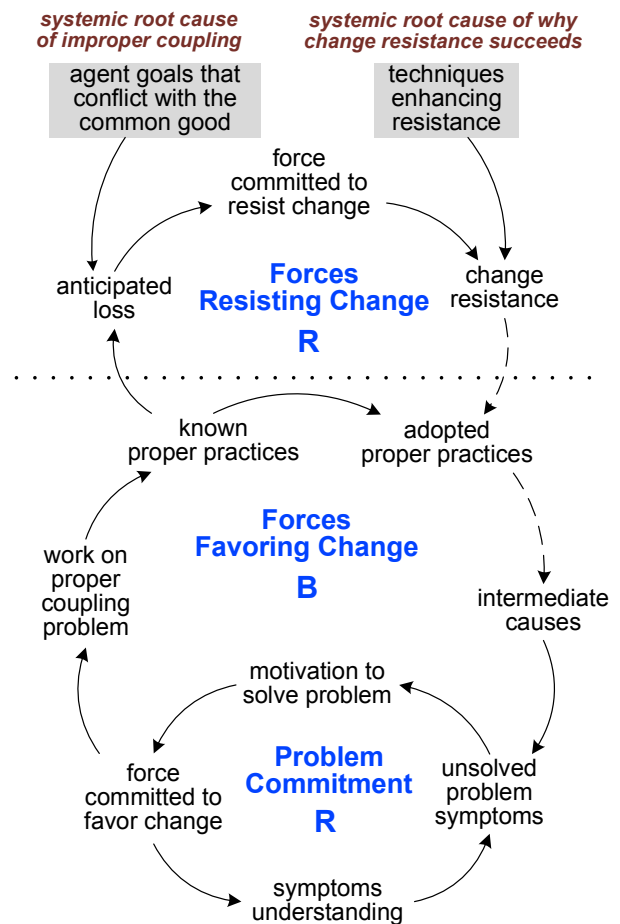 systemic root cause
of improper coupling
systemic root cause of why
change resistance succeeds
agent goals that
conflict with the
common good
techniques
enhancing
resistance
force
committed to
resist change
anticipated
loss
Forces
Resisting Change
R
change
resistance
known
proper practices
adopted
proper practices
Forces
Favoring Change
B
work on
proper
coupling
problem
intermediate
causes
motivation to
solve problem
force
committed to
favor change
Problem
Commitment
R
unsolved
problem
symptoms
symptoms
understanding